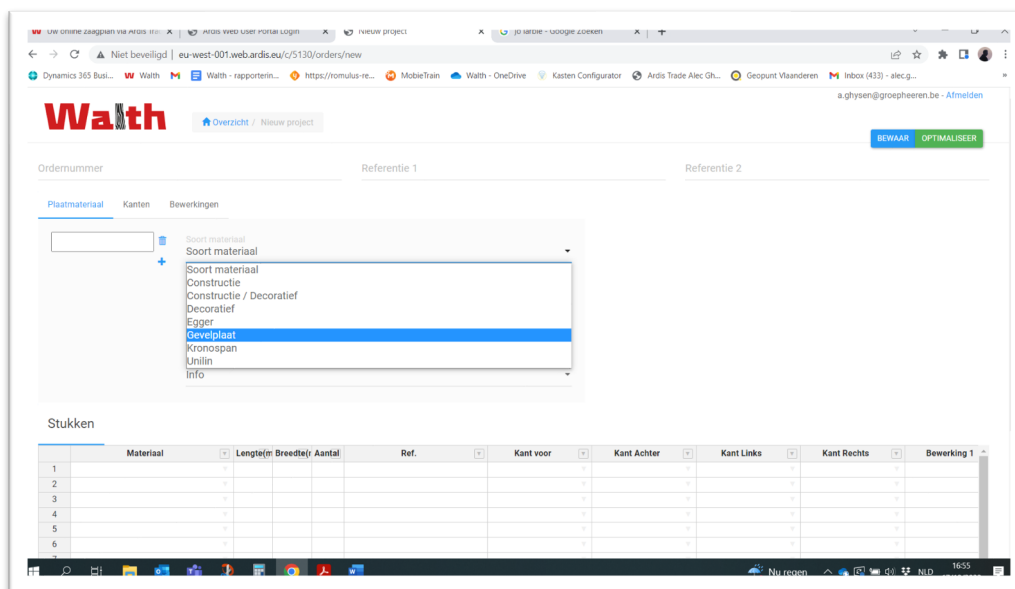 Uw online zaagplan via Ardis
Ardis Web User Portal Login
Nieuw project
jo jarbie - Google Zoeken
Niet beveiligd | eu-west-001.web.ardis.eu/c/5130/orders/new
Dynamics 365 Busi... Walth Walth - rapporterin... https://romulus-re... MobieTrain Walth - OneDrive Kasten Configurator Ardis Trade Alec Gh... Geopunt Vlaanderen Inbox (433) - alec.g... »
a.ghysen@groepheeren.be - Afmelden
Walth
Overzicht / Nieuw project
BEWAAR OPTIMALISEER
Ordernummer Referentie 1 Referentie 2
Plaatmateriaal Kanten Bewerkingen
Soort materiaal
Soort materiaal
Soort materiaal
Constructie
Constructie / Decoratief
Decoratief
Egger
Gevelplaat
Kronospan
Unilin
Info
Stukken
Materiaal Lengte(m Breedte(r Aantal Ref. Kant voor Kant Achter Kant Links Kant Rechts Bewerking 1
1
2
3
4
5
6
Nu regen NLD 16:55